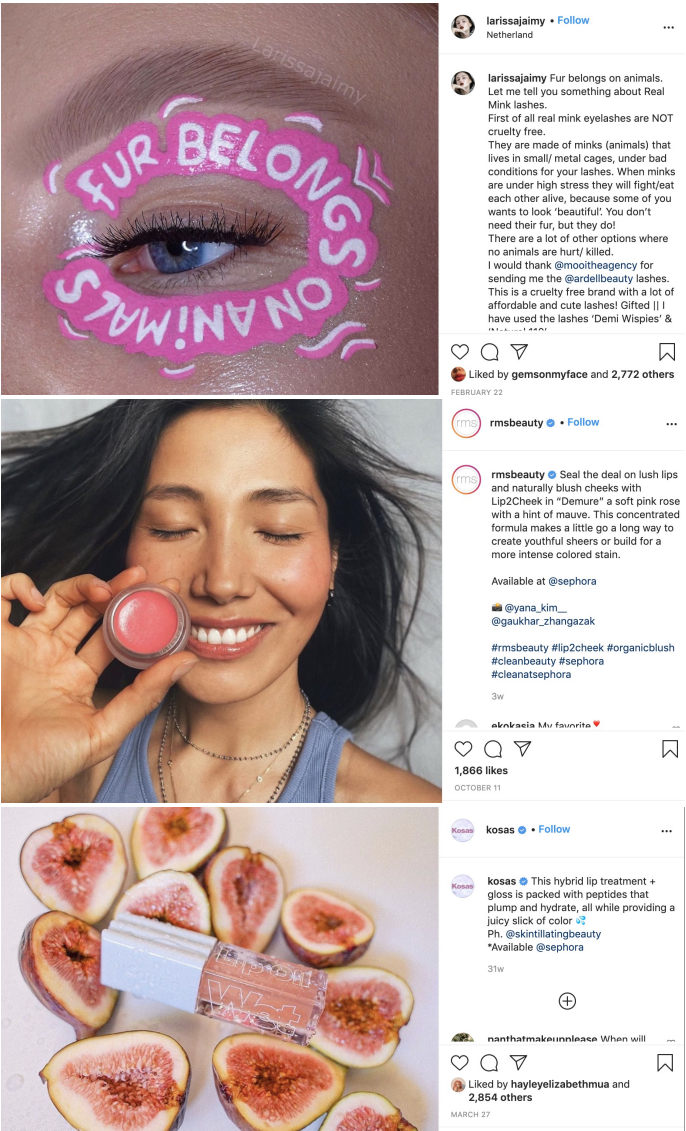 Larissajaimy
FUR BELONGS
ON ANIMALS
larissajaimy • Follow
Netherland
larissajaimy Fur belongs on animals.
Let me tell you something about Real
Mink lashes.
First of all real mink eyelashes are NOT
cruelty free.
They are made of minks (animals) that
lives in small/ metal cages, under bad
conditions for your lashes. When minks
are under high stress they will fight/eat
each other alive, because some of you
wants to look ‘beautiful’. You don’t
need their fur, but they do!
There are a lot of other options where
no animals are hurt/ killed.
I would thank @mooitheagency for
sending me the @ardellbeauty lashes.
This is a cruelty free brand with a lot of
affordable and cute lashes! Gifted || I
have used the lashes ‘Demi Wispies’ &
Liked by gemsonmyface and 2,772 others
FEBRUARY 22
rms
rmsbeauty • Follow
rms
rmsbeauty Seal the deal on lush lips
and naturally blush cheeks with
Lip2Cheek in “Demure” a soft pink rose
with a hint of mauve. This concentrated
formula makes a little go a long way to
create youthful sheers or build for a
more intense colored stain.
Available at @sephora
📸 @yana_kim__
@gaukhar_zhangazak
#rmsbeauty #lip2cheek #organicblush
#cleanbeauty #sephora
#cleanatsephora
3w
ekokasia My favorite❣️
1,866 likes
OCTOBER 11
Kosas
kosas • Follow
Kosas
kosas This hybrid lip treatment +
gloss is packed with peptides that
plump and hydrate, all while providing a
juicy slick of color 💦
Ph. @skintillatingbeauty
*Available @sephora
31w
panthatmakeupplease When will
Liked by hayleyelizabethmua and
2,854 others
MARCH 27
Wet